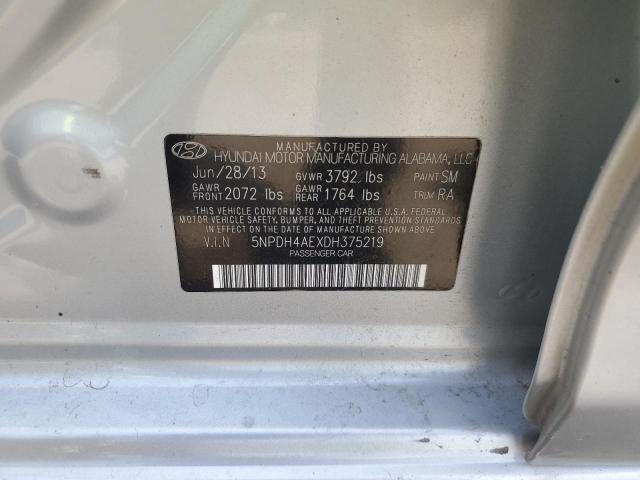 MANUFACTURED BY
HYUNDAI MOTOR MANUFACTURING ALABAMA, LLC
Jun/28/13 GVWR 3792 lbs PAINT SM
GAWR FRONT 2072 lbs GAWR REAR 1764 lbs TRIM RA
THIS VEHICLE CONFORMS TO ALL APPLICABLE U.S.A. FEDERAL
MOTOR VEHICLE SAFETY, BUMPER, AND THEFT PREVENTION STANDARDS
IN EFFECT ON THE DATE OF MANUFACTURE SHOWN ABOVE.
V.I.N 5NPDH4AEXDH375219
PASSENGER CAR